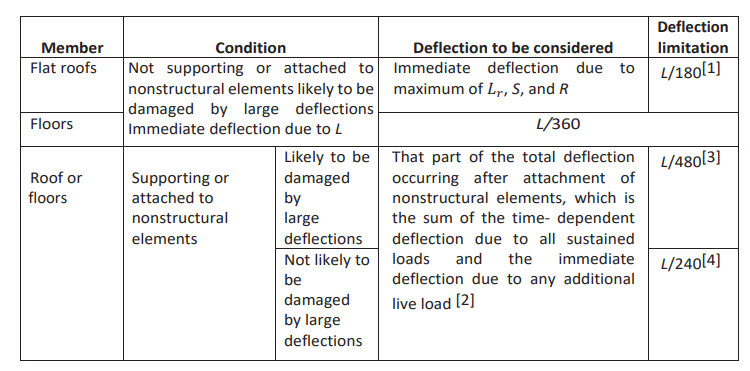 Member Condition Deflection to be considered Deflection limitation
Flat roofs
Not supporting or attached to
nonstructural elements likely to be
damaged by large deflections
Immediate deflection due to L
Immediate deflection due to
maximum of Lᵣ, S, and R
L/180[1]
Floors
L/360
Roof or
floors
Supporting or
attached to
nonstructural
elements
Likely to be
damaged
by
large
deflections
That part of the total deflection
occurring after attachment of
nonstructural elements, which is
the sum of the time- dependent
deflection due to all sustained
loads and the immediate
deflection due to any additional
live load [2]
L/480[3]
Not likely to
be
damaged
by large
deflections
L/240[4]